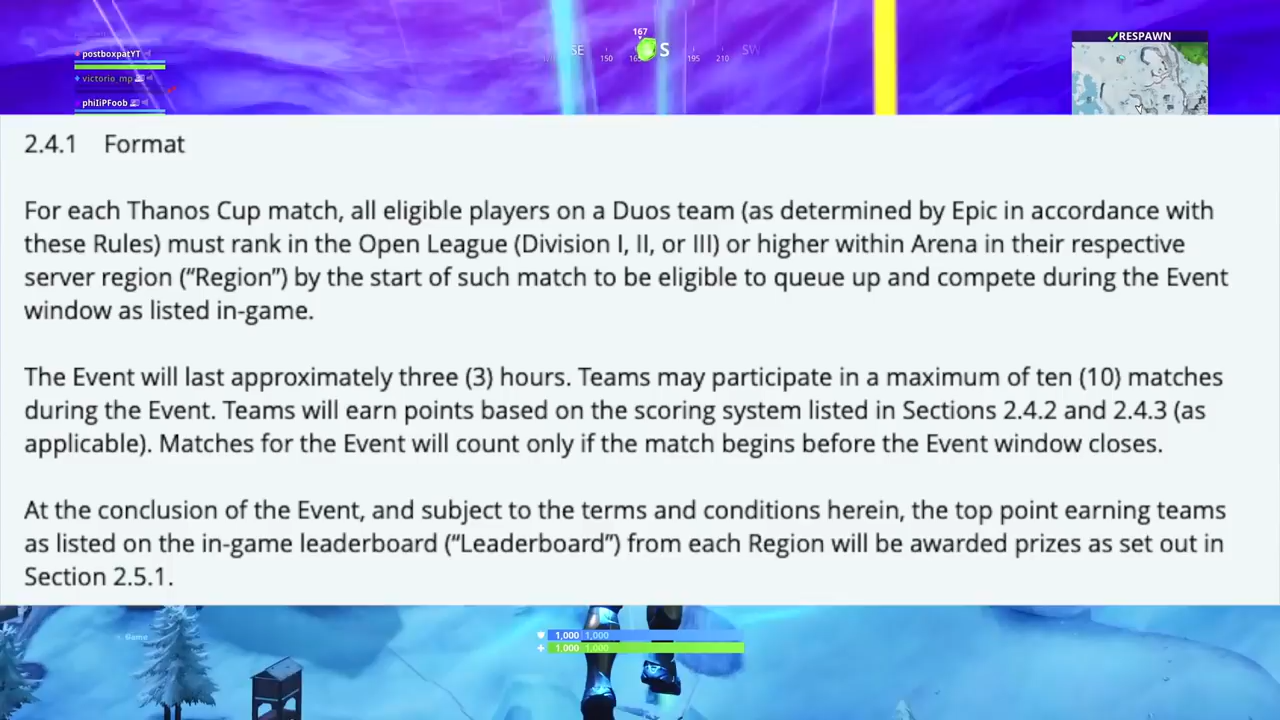 167
SE
S
SW
150
195
210
RESPAWN
postboxpatYT
victorio mp
philiPFoob
2.4.1 Format
For each Thanos Cup match, all eligible players on a Duos team (as determined by Epic in accordance with
these Rules) must rank in the Open League (Division I, II, or III) or higher within Arena in their respective
server region (“Region”) by the start of such match to be eligible to queue up and compete during the Event
window as listed in-game.
The Event will last approximately three (3) hours. Teams may participate in a maximum of ten (10) matches
during the Event. Teams will earn points based on the scoring system listed in Sections 2.4.2 and 2.4.3 (as
applicable). Matches for the Event will count only if the match begins before the Event window closes.
At the conclusion of the Event, and subject to the terms and conditions herein, the top point earning teams
as listed on the in-game leaderboard (“Leaderboard”) from each Region will be awarded prizes as set out in
Section 2.5.1.
Game
1,000 1,000
1,000 1,000